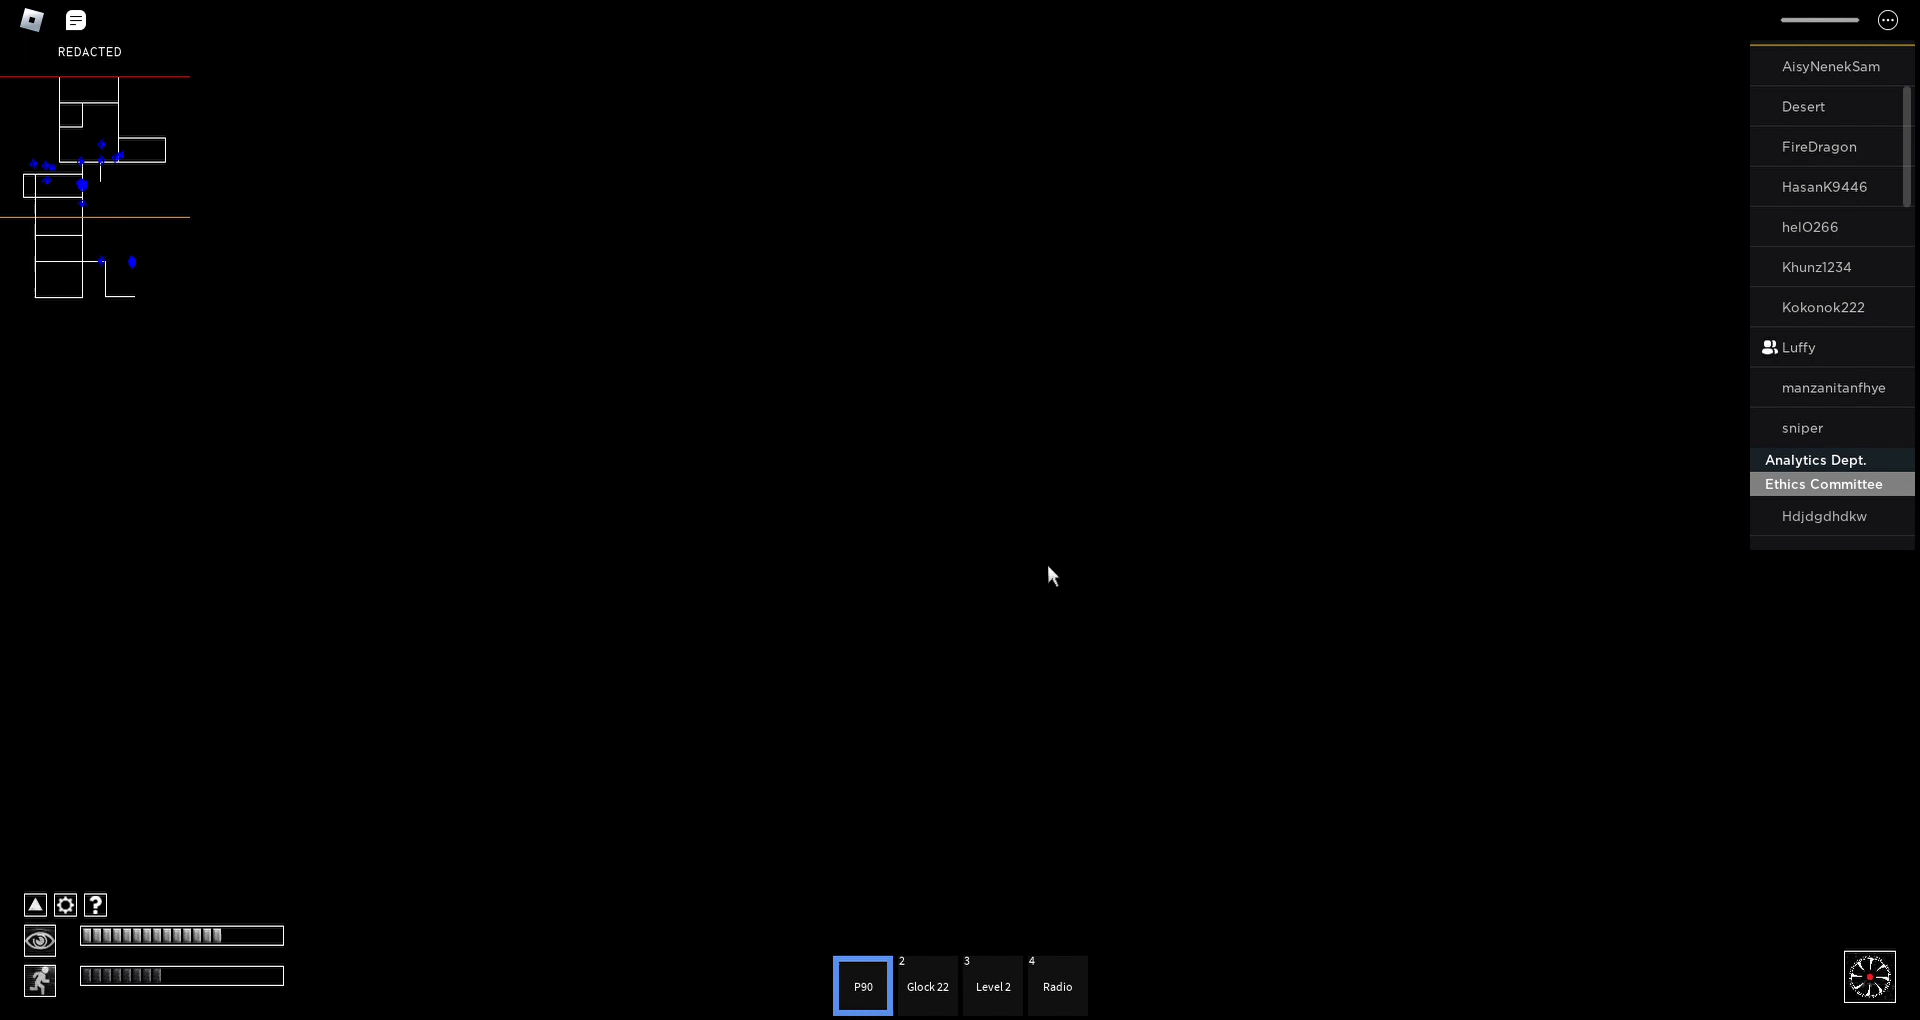 REDACTED
AisyNenekSam
Desert
FireDragon
HasanK9446
helO266
Khunz1234
Kokonok222
Luffy
manzanitanfhye
sniper
Analytics Dept.
Ethics Committee
Hdjdgdhdkw
?
P90
2
Glock 22
3
Level 2
4
Radio